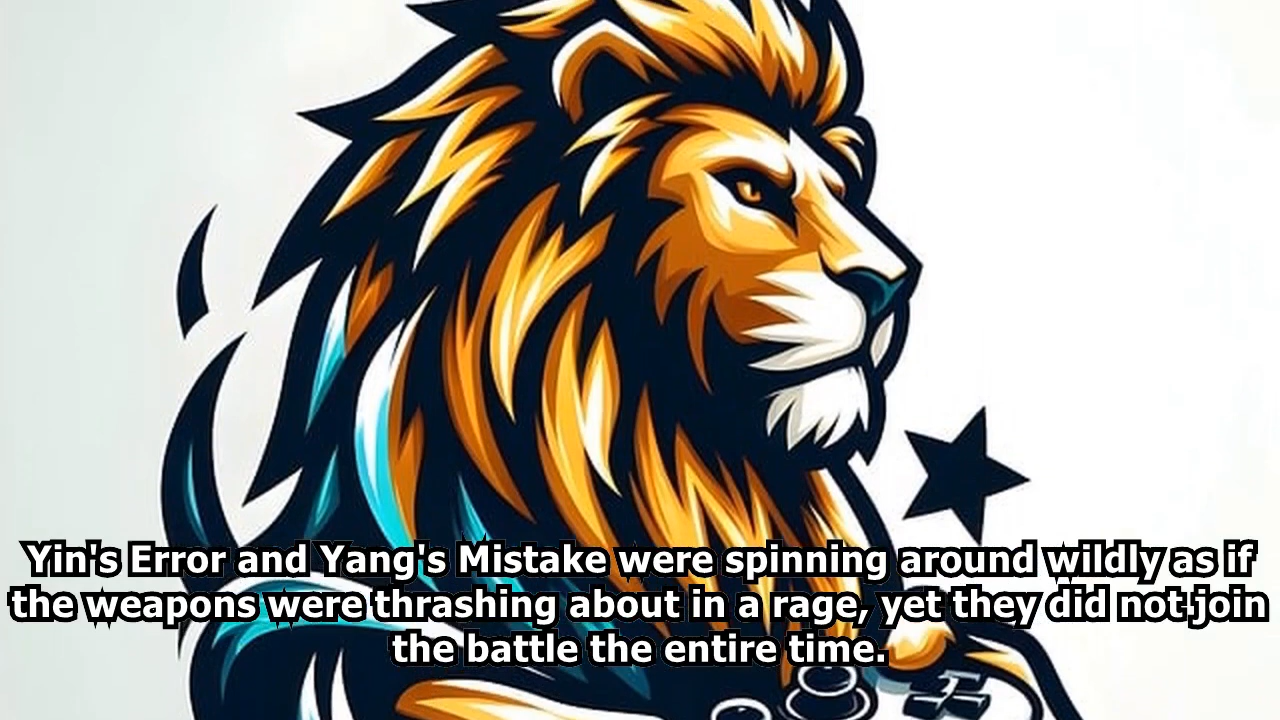 Yin's Error and Yang's Mistake were spinning around wildly as if
the weapons were thrashing about in a rage, yet they did not join
the battle the entire time.